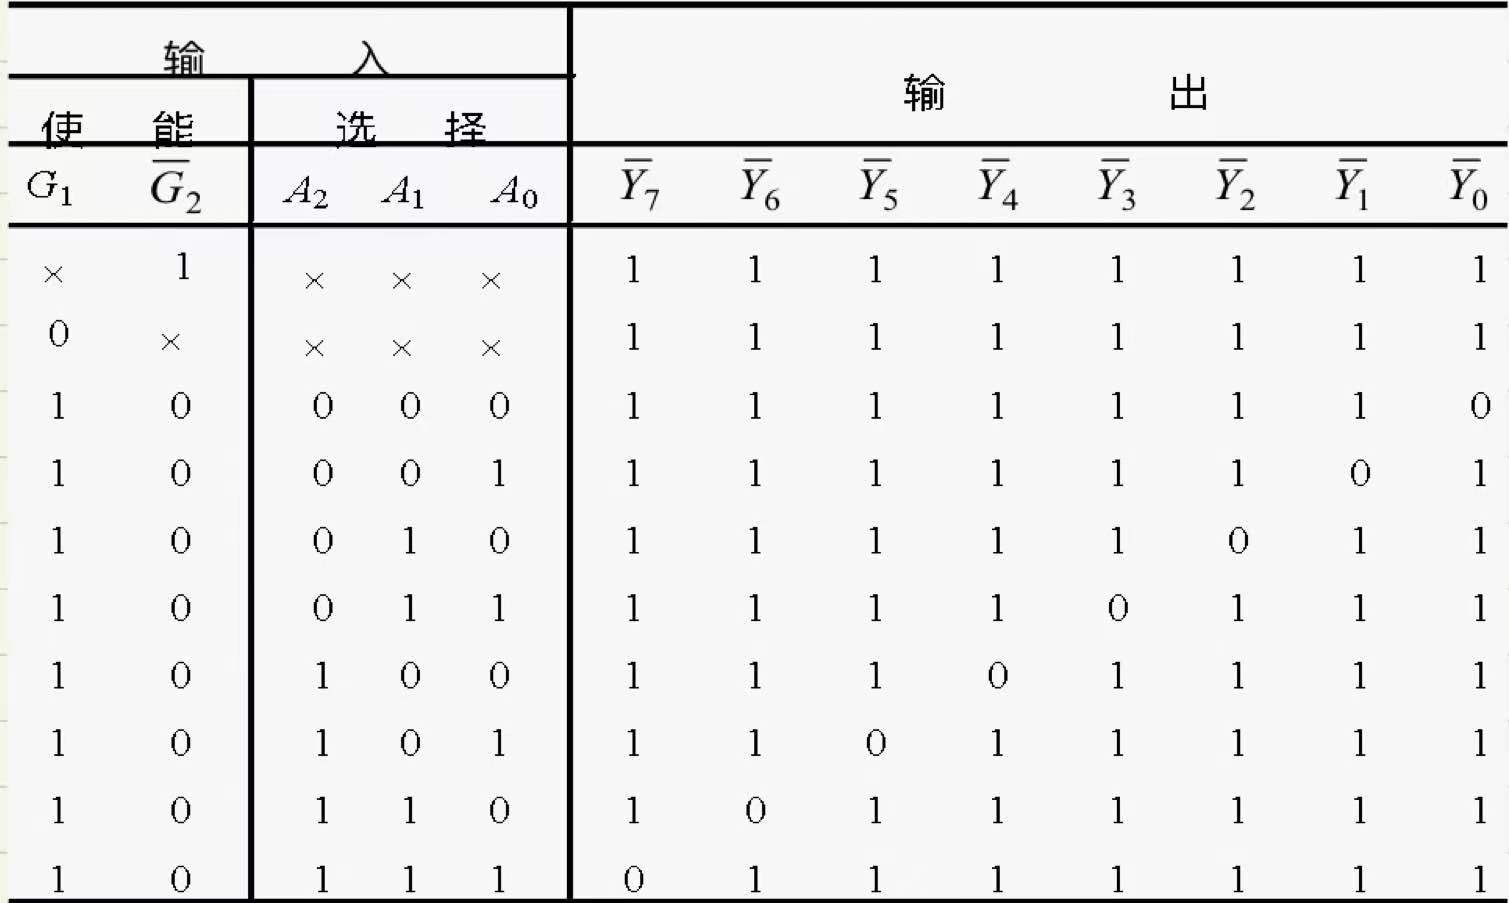 输 入
输 出
使 能 选 择
G₁ G̅₂ A₂ A₁ A₀ Y̅₇ Y̅₆ Y̅₅ Y̅₄ Y̅₃ Y̅₂ Y̅₁ Y̅₀
× 1 × × × 1 1 1 1 1 1 1 1
0 × × × × 1 1 1 1 1 1 1 1
1 0 0 0 0 1 1 1 1 1 1 1 0
1 0 0 0 1 1 1 1 1 1 1 0 1
1 0 0 1 0 1 1 1 1 1 0 1 1
1 0 0 1 1 1 1 1 1 0 1 1 1
1 0 1 0 0 1 1 1 0 1 1 1 1
1 0 1 0 1 1 1 0 1 1 1 1 1
1 0 1 1 0 1 0 1 1 1 1 1 1
1 0 1 1 1 0 1 1 1 1 1 1 1